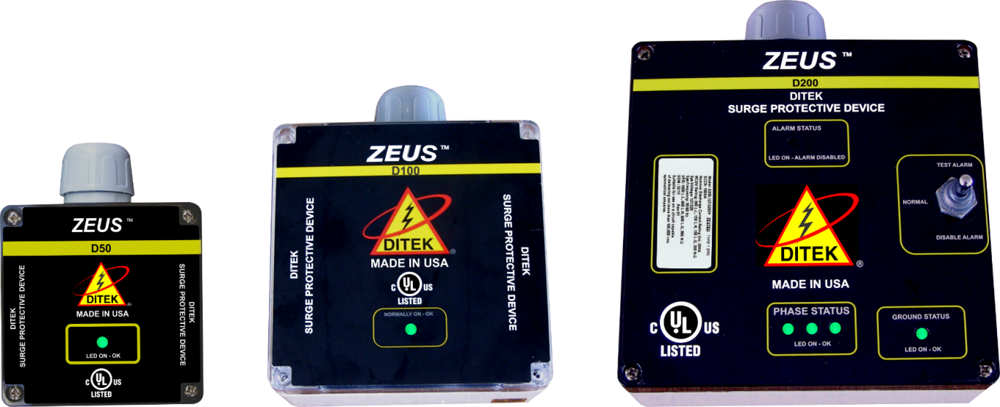 ZEUS™
D50
DITEK
SURGE PROTECTIVE DEVICE
DITEK®
MADE IN USA
LED ON - OK
C UL US
LISTED
DITEK
SURGE PROTECTIVE DEVICE
ZEUS™
D100
DITEK
SURGE PROTECTIVE DEVICE
DITEK®
MADE IN USA
C UL US
LISTED
NORMALLY ON - OK
DITEK
SURGE PROTECTIVE DEVICE
ZEUS™
D200
DITEK
SURGE PROTECTIVE DEVICE
ALARM STATUS
LED ON - ALARM DISABLED
TEST ALARM
NORMAL
DISABLE ALARM
DITEK®
MADE IN USA
C UL US
LISTED
PHASE STATUS
LED ON - OK
GROUND STATUS
LED ON - OK